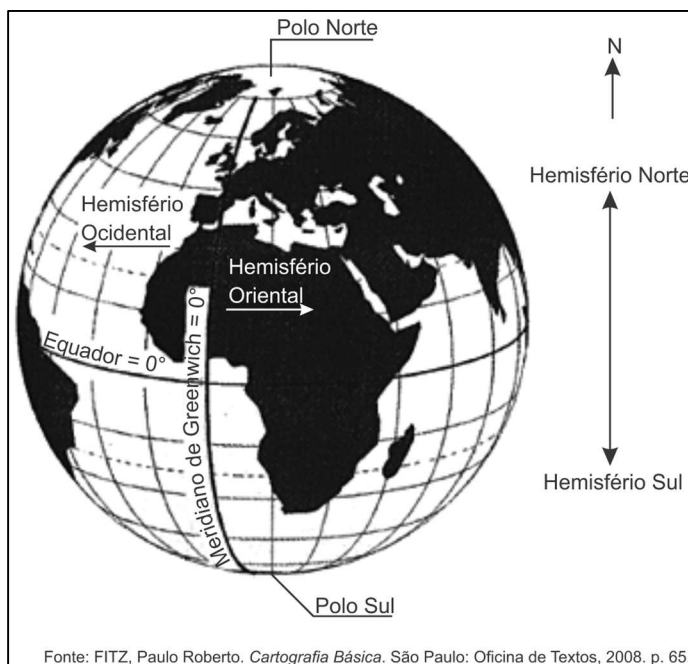 Polo Norte
N
Hemisfério Norte
Hemisfério
Ocidental
Hemisfério
Oriental
Equador = 0°
Meridiano de Greenwich = 0°
Hemisfério Sul
Polo Sul
Fonte: FITZ, Paulo Roberto. Cartografia Básica. São Paulo: Oficina de Textos, 2008. p. 65